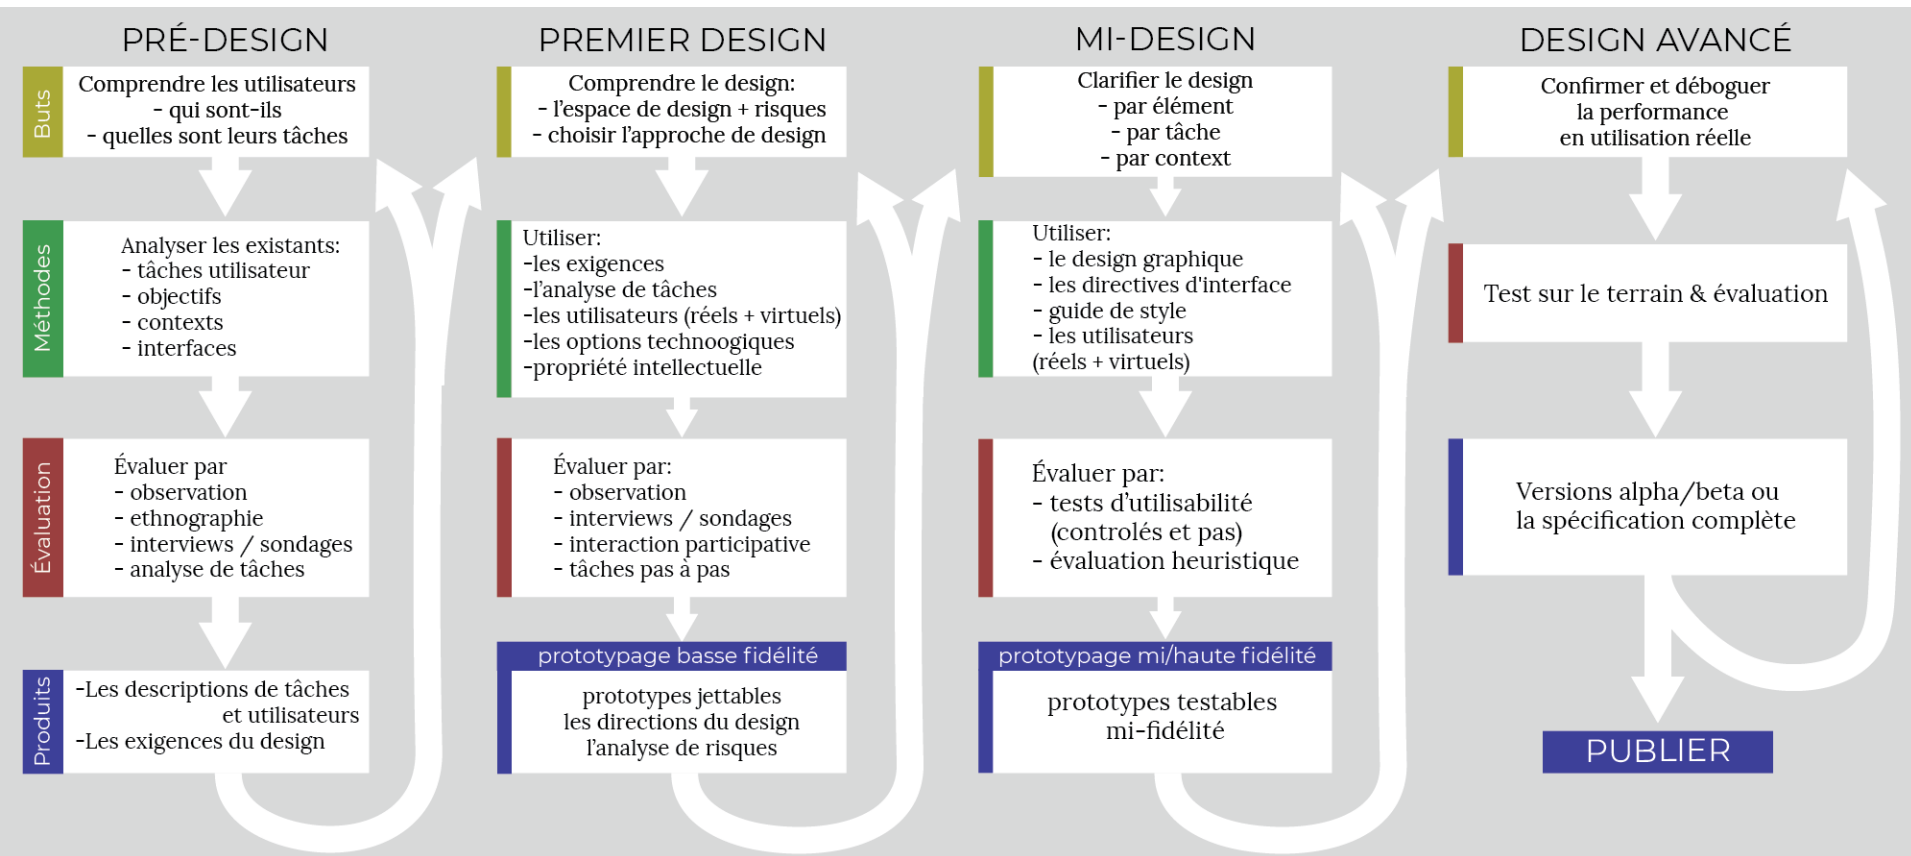 PRÉ-DESIGN
Buts
Comprendre les utilisateurs
- qui sont-ils
- quelles sont leurs tâches
Méthodes
Analyser les existants:
- tâches utilisateur
- objectifs
- contexts
- interfaces
Évaluation
Évaluer par
- observation
- ethnographie
- interviews / sondages
- analyse de tâches
Produits
-Les descriptions de tâches
et utilisateurs
-Les exigences du design
PREMIER DESIGN
Comprendre le design:
- l'espace de design + risques
- choisir l'approche de design
Utiliser:
-les exigences
-l'analyse de tâches
-les utilisateurs (réels + virtuels)
-les options technoogiques
-propriété intellectuelle
Évaluer par:
- observation
- interviews / sondages
- interaction participative
- tâches pas à pas
prototypage basse fidélité
prototypes jettables
les directions du design
l'analyse de risques
MI-DESIGN
Clarifier le design
- par élément
- par tâche
- par context
Utiliser:
- le design graphique
- les directives d'interface
- guide de style
- les utilisateurs
(réels + virtuels)
Évaluer par:
- tests d'utilisabilité
(controlés et pas)
- évaluation heuristique
prototypage mi/haute fidélité
prototypes testables
mi-fidélité
DESIGN AVANCÉ
Confirmer et déboguer
la performance
en utilisation réelle
Test sur le terrain & évaluation
Versions alpha/beta ou
la spécification complète
PUBLIER